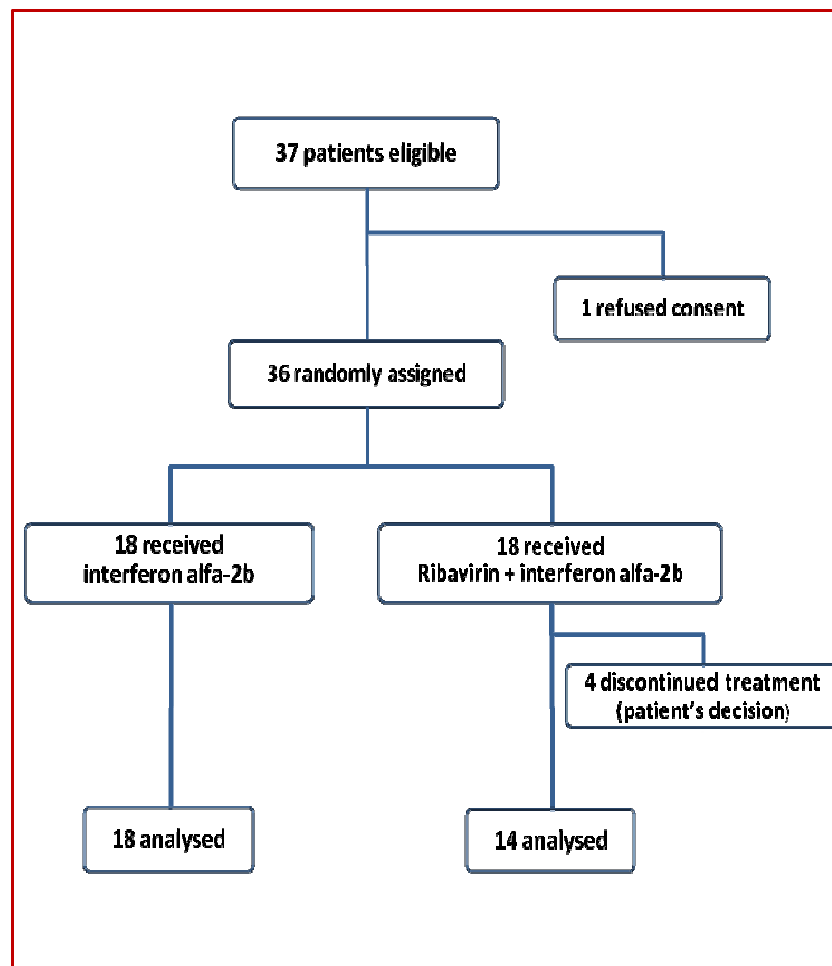 37 patients eligible
1 refused consent
36 randomly assigned
18 received
interferon alfa-2b
18 received
Ribavirin + interferon alfa-2b
4 discontinued treatment
(patient's decision)
18 analysed
14 analysed